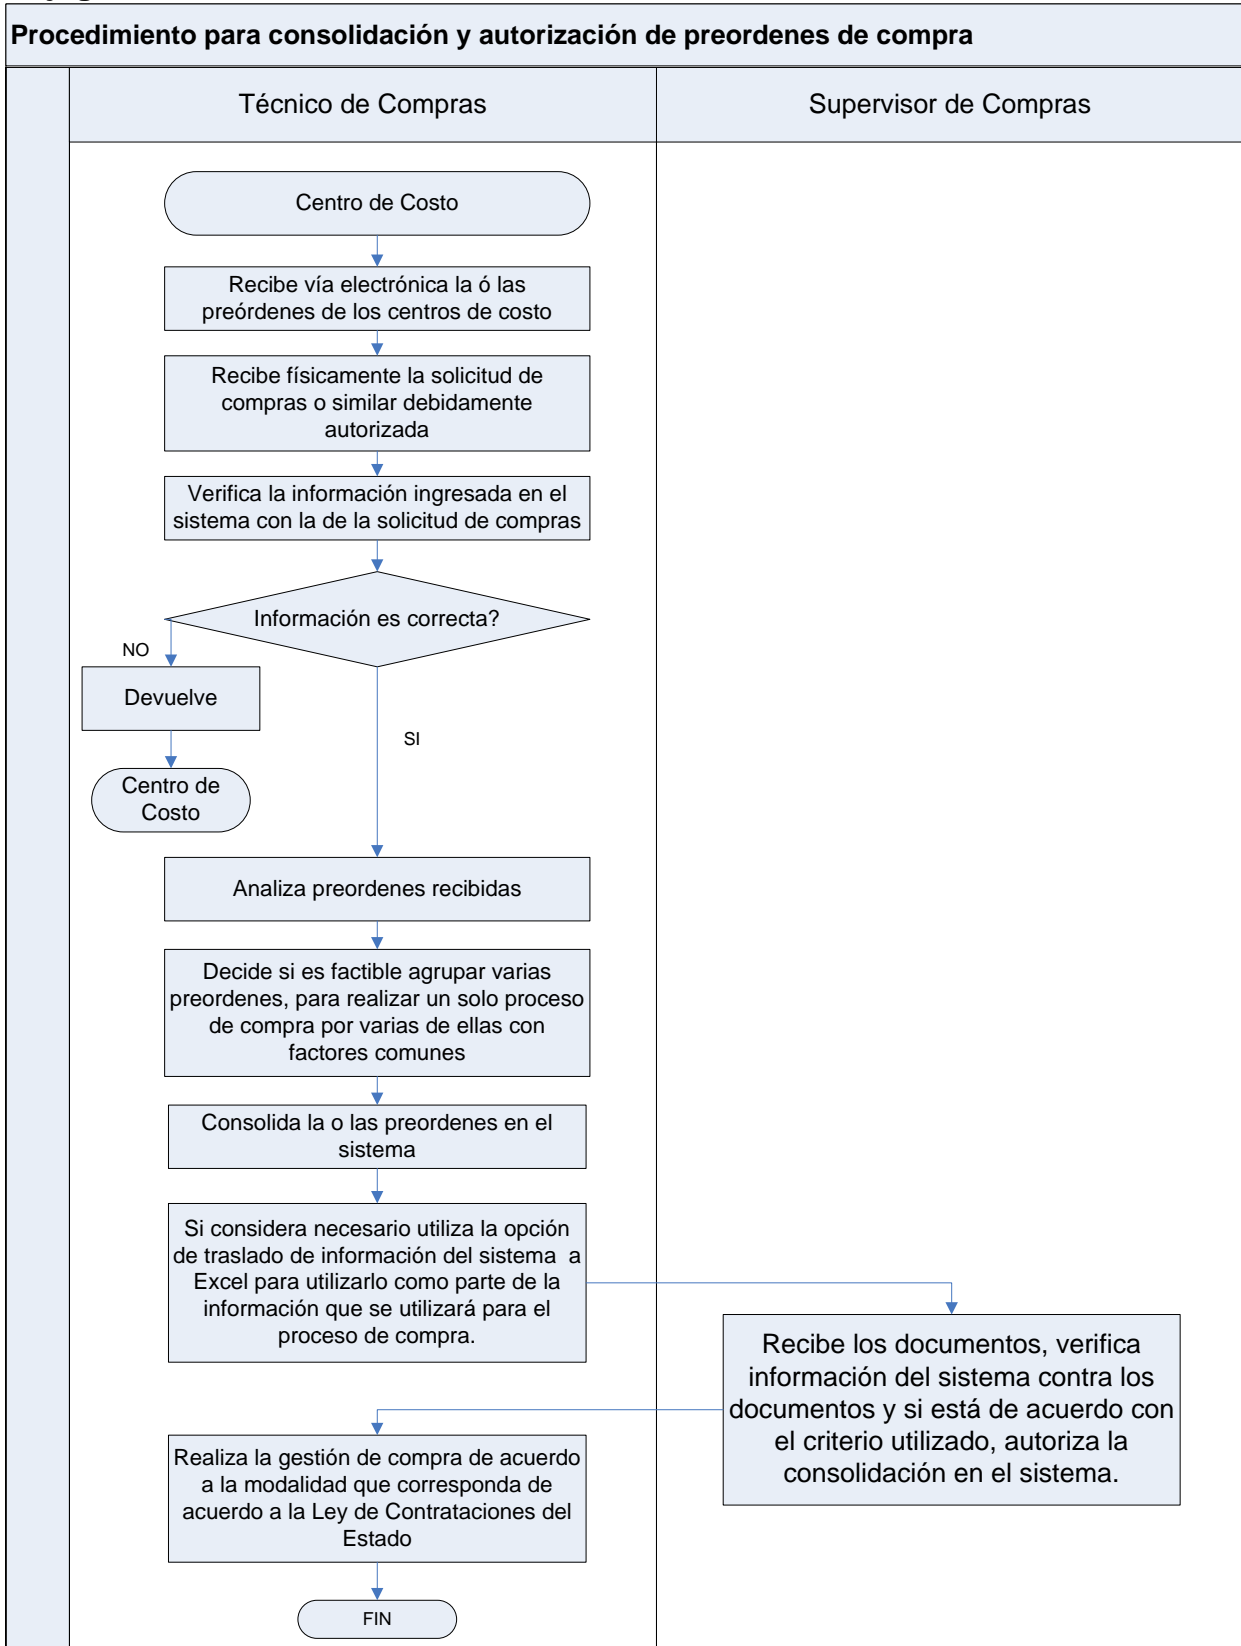 Procedimiento para consolidación y autorización de preordenes de compra
Técnico de Compras
Supervisor de Compras
Centro de Costo
Recibe vía electrónica la ó las
preórdenes de los centros de costo
Recibe físicamente la solicitud de
compras o similar debidamente
autorizada
Verifica la información ingresada en el
sistema con la de la solicitud de compras
Información es correcta?
NO
Devuelve
SI
Centro de
Costo
Analiza preordenes recibidas
Decide si es factible agrupar varias
preordenes, para realizar un solo proceso
de compra por varias de ellas con
factores comunes
Consolida la o las preordenes en el
sistema
Si considera necesario utiliza la opción
de traslado de información del sistema a
Excel para utilizarlo como parte de la
información que se utilizará para el
proceso de compra.
Recibe los documentos, verifica
información del sistema contra los
documentos y si está de acuerdo con
el criterio utilizado, autoriza la
consolidación en el sistema.
Realiza la gestión de compra de acuerdo
a la modalidad que corresponda de
acuerdo a la Ley de Contrataciones del
Estado
FIN